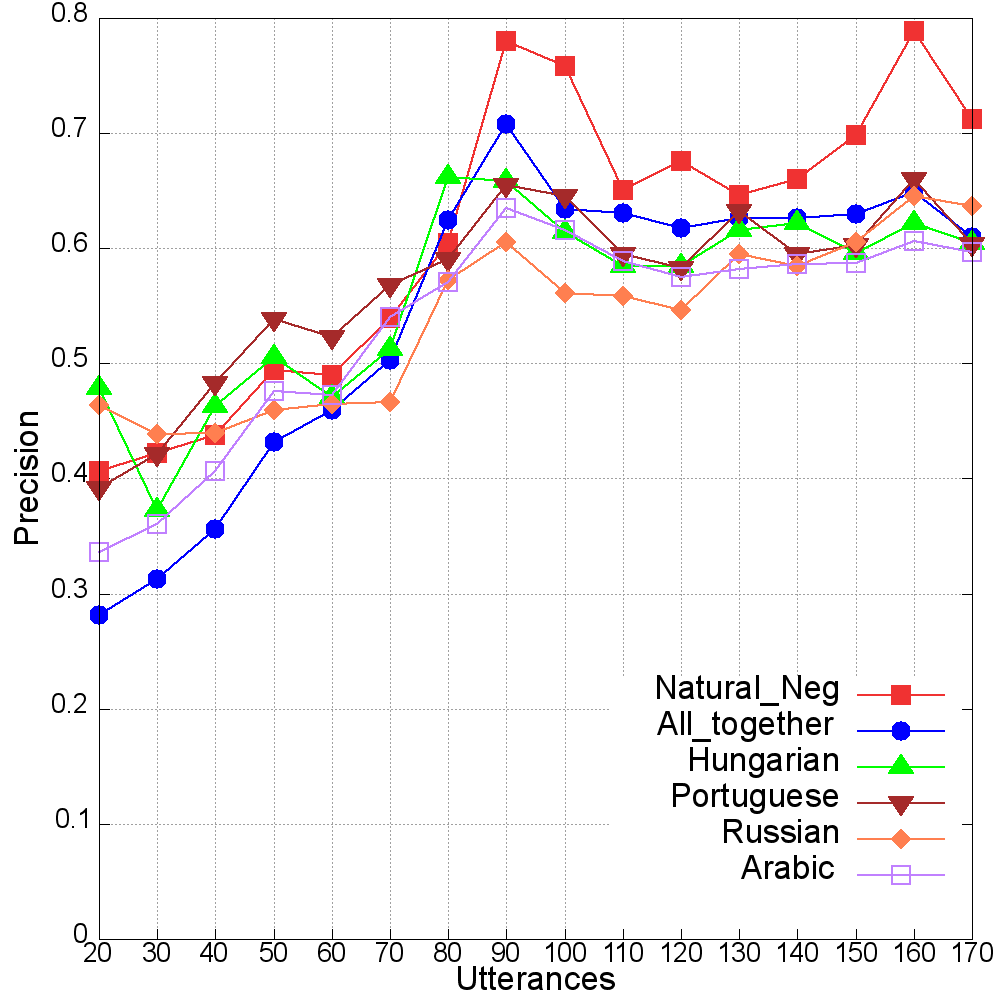 0.8
0.7
0.6
0.5
0.4
0.3
0.2
0.1
0
Precision
Natural_Neg
All_together
Hungarian
Portuguese
Russian
Arabic
20 30 40 50 60 70 80 90 100 110 120 130 140 150 160 170
Utterances